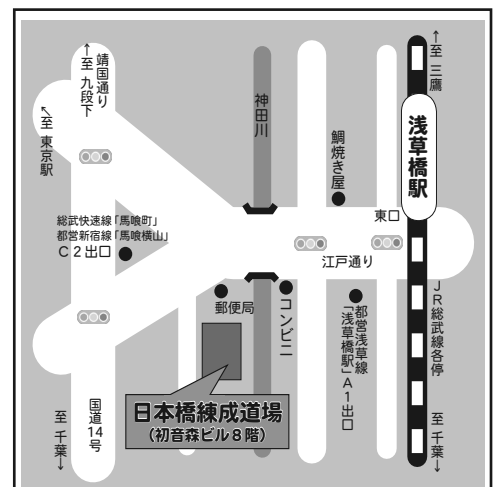 ↑至 九段下
靖国通り
↑至 三鷹
↖至 東京駅
神田川
浅草橋駅
鯛焼き屋
東口
総武快速線「馬喰町」
都営新宿線「馬喰横山」
C2出口
江戸通り
郵便局
コンビニ
都営浅草線
「浅草橋駅」A1出口
JR総武線各停
日本橋練成道場
(初音森ビル8階)
国道14号
至 千葉↓
至 千葉↓